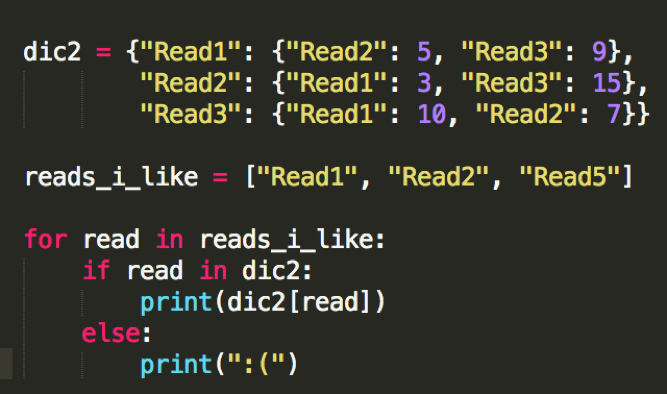 dic2 = {"Read1": {"Read2": 5, "Read3": 9},
        "Read2": {"Read1": 3, "Read3": 15},
        "Read3": {"Read1": 10, "Read2": 7}}
reads_i_like = ["Read1", "Read2", "Read5"]
for read in reads_i_like:
    if read in dic2:
        print(dic2[read])
    else:
        print(":(")